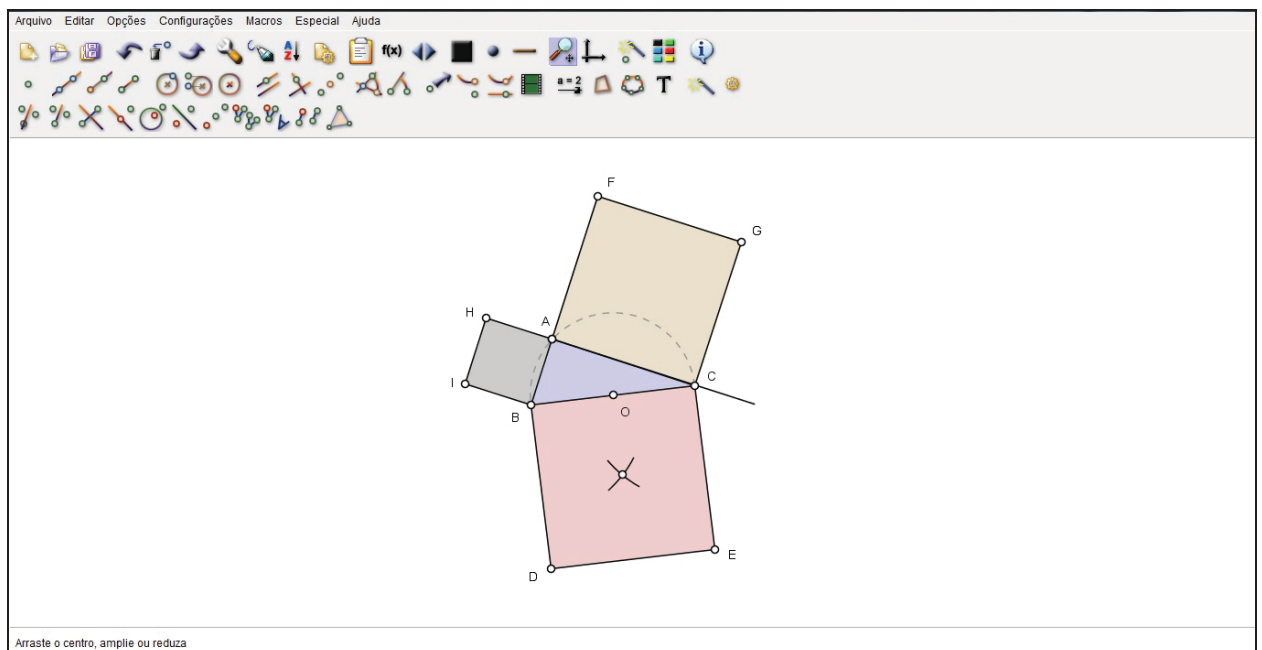 Arquivo Editar Opções Configurações Macros Especial Ajuda
f(x)
a = 2 T
F
G
H
A
I
C
B
O
E
D
Arraste o centro, amplie ou reduza